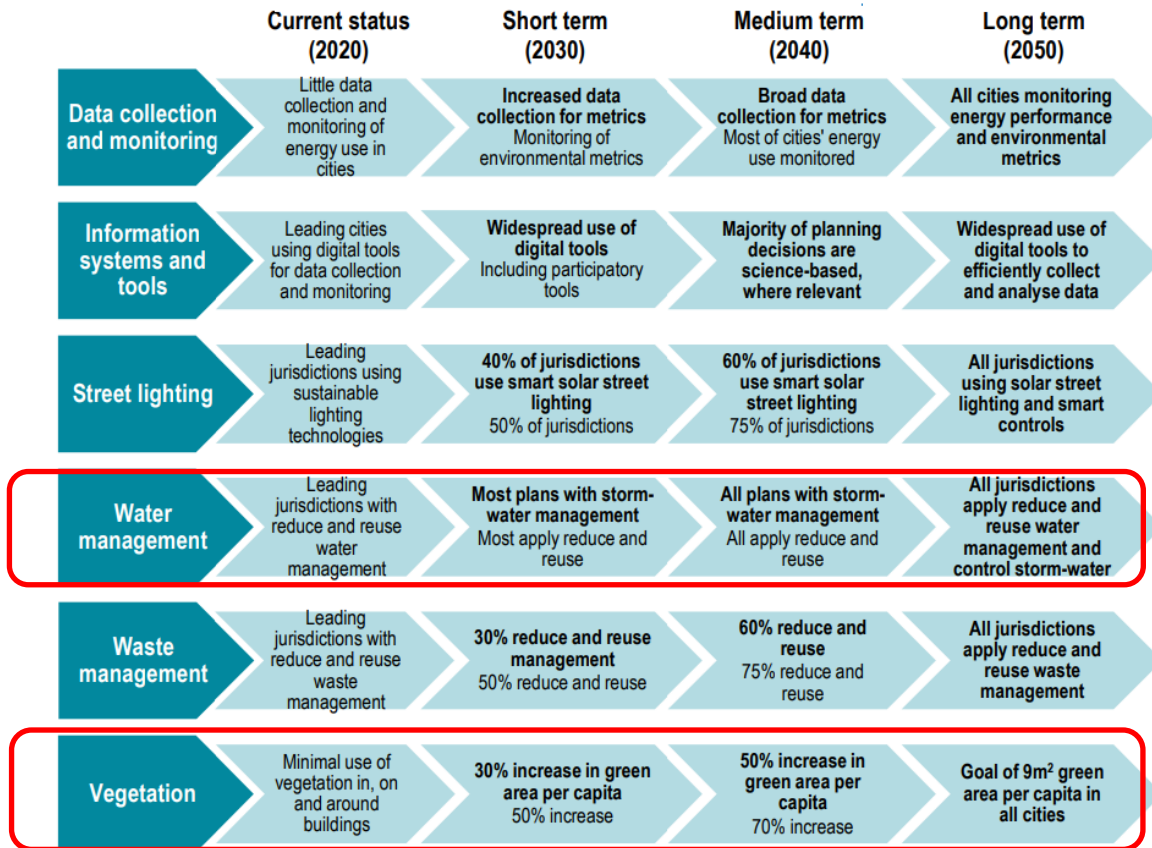 Current status
(2020)
Short term
(2030)
Medium term
(2040)
Long term
(2050)
Data collection
and monitoring
Little data
collection and
monitoring of
energy use in
cities
Increased data
collection for metrics
Monitoring of
environmental metrics
Broad data
collection for metrics
Most of cities' energy
use monitored
All cities monitoring
energy performance
and environmental
metrics
Information
systems and
tools
Leading cities
using digital tools
for data collection
and monitoring
Widespread use of
digital tools
Including participatory
tools
Majority of planning
decisions are
science-based,
where relevant
Widespread use of
digital tools to
efficiently collect
and analyse data
Street lighting
Leading
jurisdictions using
sustainable
lighting
technologies
40% of jurisdictions
use smart solar street
lighting
50% of jurisdictions
60% of jurisdictions
use smart solar
street lighting
75% of jurisdictions
All jurisdictions
using solar street
lighting and smart
controls
Water
management
Leading
jurisdictions with
reduce and reuse
water
management
Most plans with storm-
water management
Most apply reduce and
reuse
All plans with storm-
water management
All apply reduce and
reuse
All jurisdictions
apply reduce and
reuse water
management and
control storm-water
Waste
management
Leading
jurisdictions with
reduce and reuse
waste
management
30% reduce and reuse
management
50% reduce and reuse
60% reduce and
reuse
75% reduce and
reuse
All jurisdictions
apply reduce and
reuse waste
management
Vegetation
Minimal use of
vegetation in, on
and around
buildings
30% increase in green
area per capita
50% increase
50% increase in
green area per
capita
70% increase
Goal of 9m² green
area per capita in
all cities